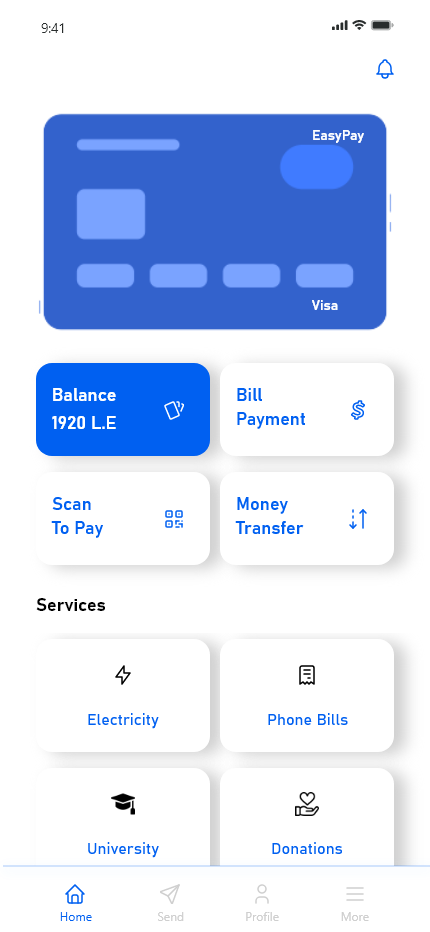 9:41
EasyPay
Visa
Balance
1920 L.E
Bill
Payment
Scan
To Pay
Money
Transfer
Services
Electricity
Phone Bills
University
Donations
Home
Send
Profile
More